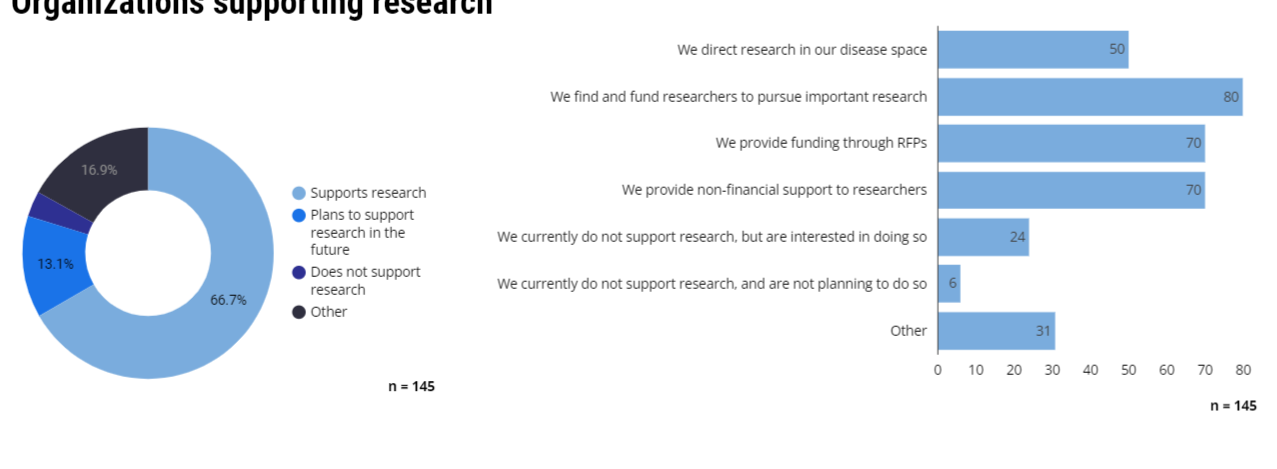 Organizations supporting research
16.9%
13.1%
66.7%
Supports research
Plans to support
research in the
future
Does not support
research
Other
n = 145
We direct research in our disease space
50
We find and fund researchers to pursue important research
80
We provide funding through RFPs
70
We provide non-financial support to researchers
70
We currently do not support research, but are interested in doing so
24
We currently do not support research, and are not planning to do so
6
Other
31
0 10 20 30 40 50 60 70 80
n = 145